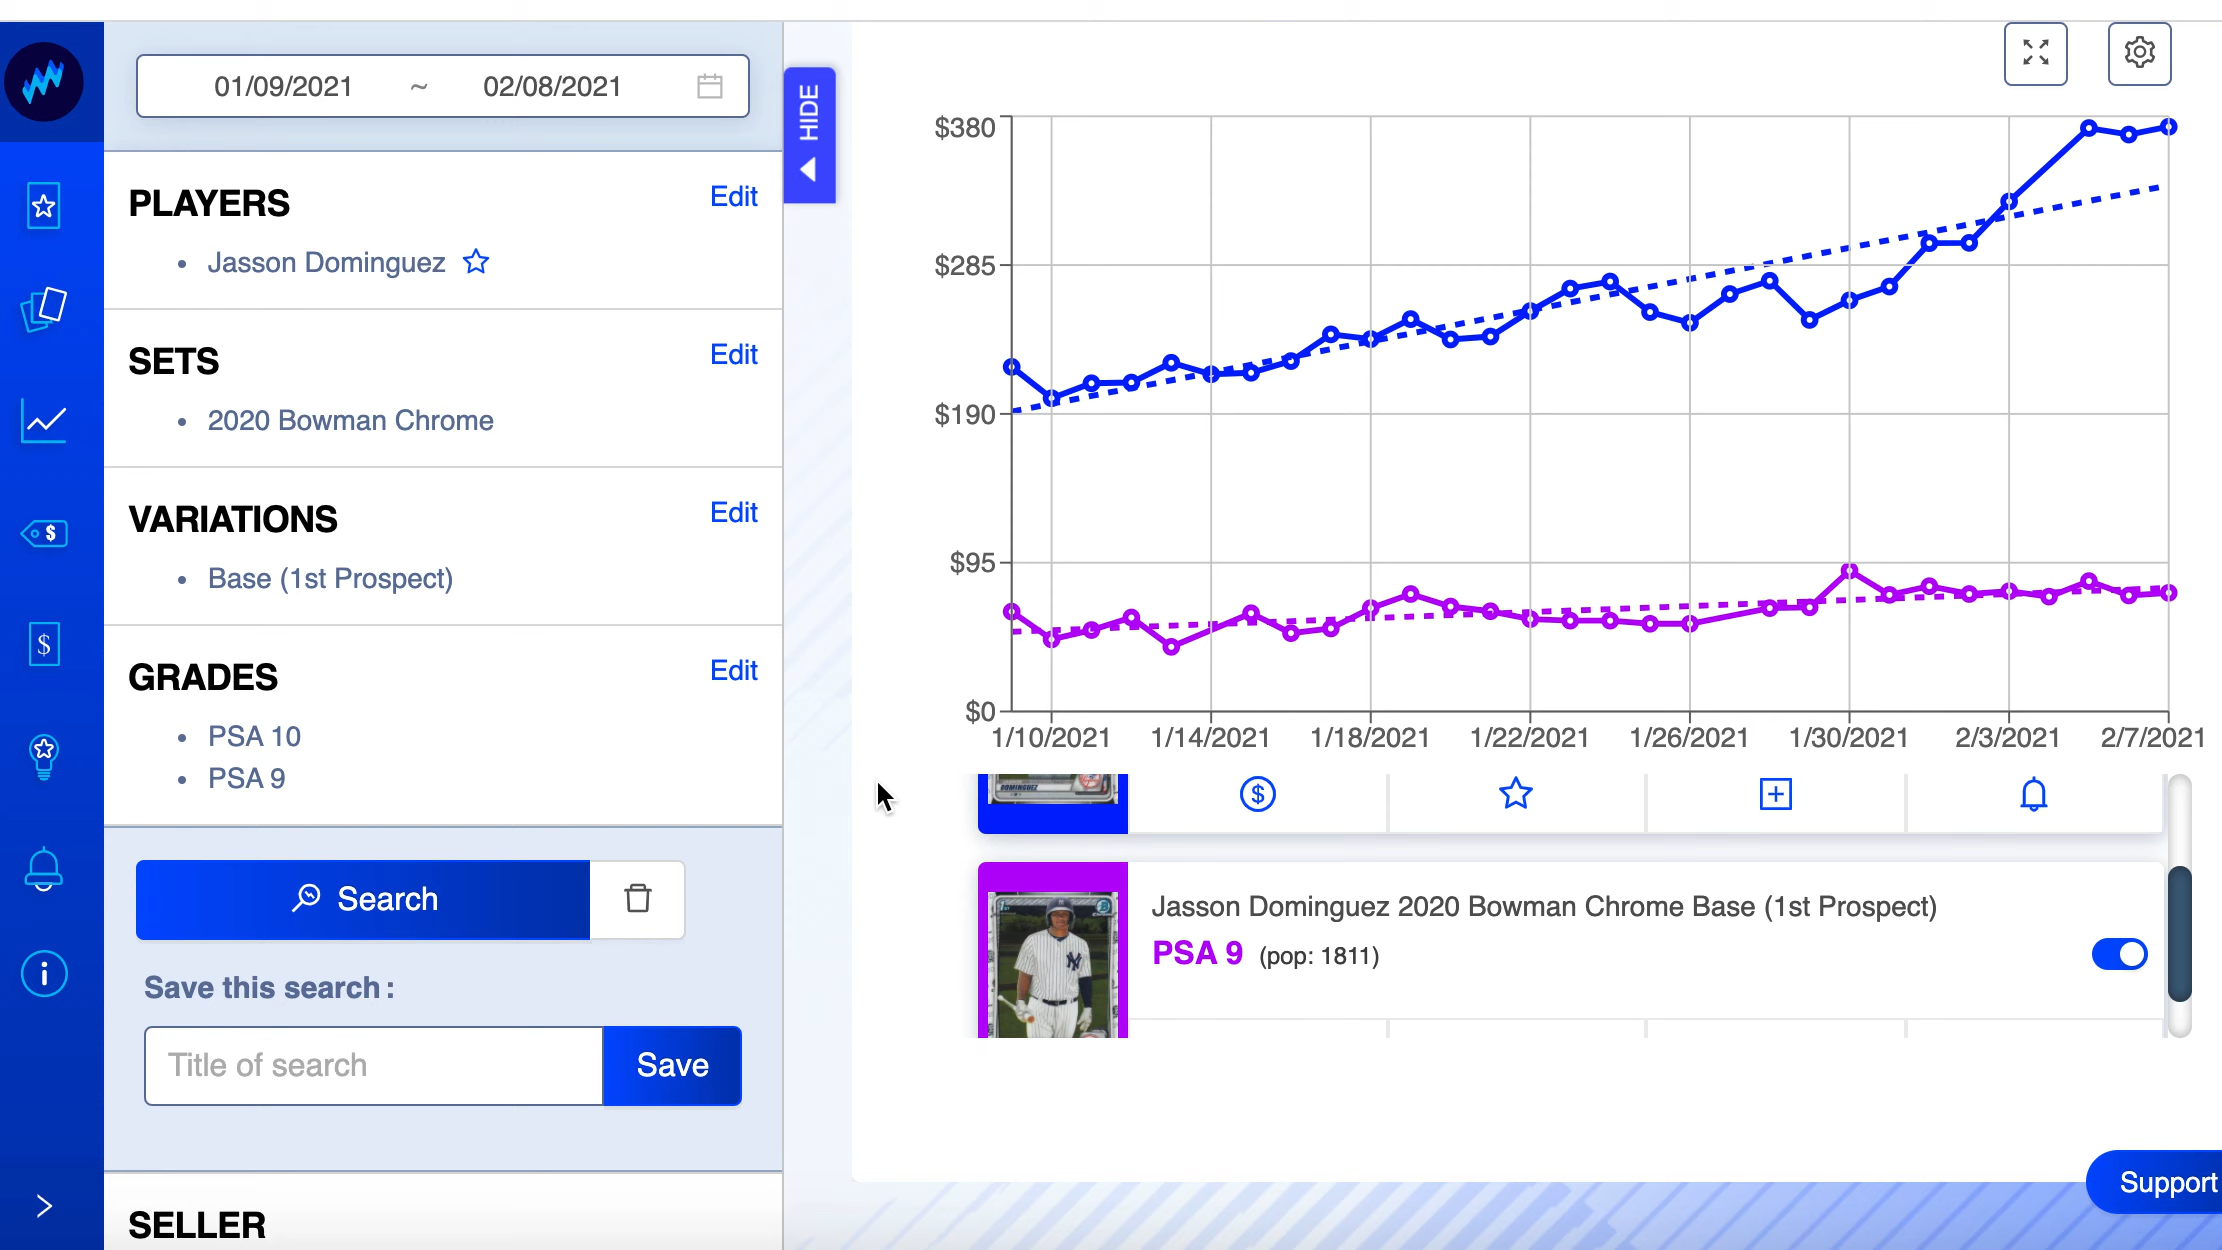 01/09/2021 ~ 02/08/2021
HIDE
PLAYERS Edit
• Jasson Dominguez
SETS Edit
• 2020 Bowman Chrome
VARIATIONS Edit
• Base (1st Prospect)
GRADES Edit
• PSA 10
• PSA 9
Search
Save this search :
Title of search Save
SELLER
$380
$285
$190
$95
$0
1/10/2021 1/14/2021 1/18/2021 1/22/2021 1/26/2021 1/30/2021 2/3/2021 2/7/2021
DOMINGUEZ
Jasson Dominguez 2020 Bowman Chrome Base (1st Prospect)
PSA 9 (pop: 1811)
Support